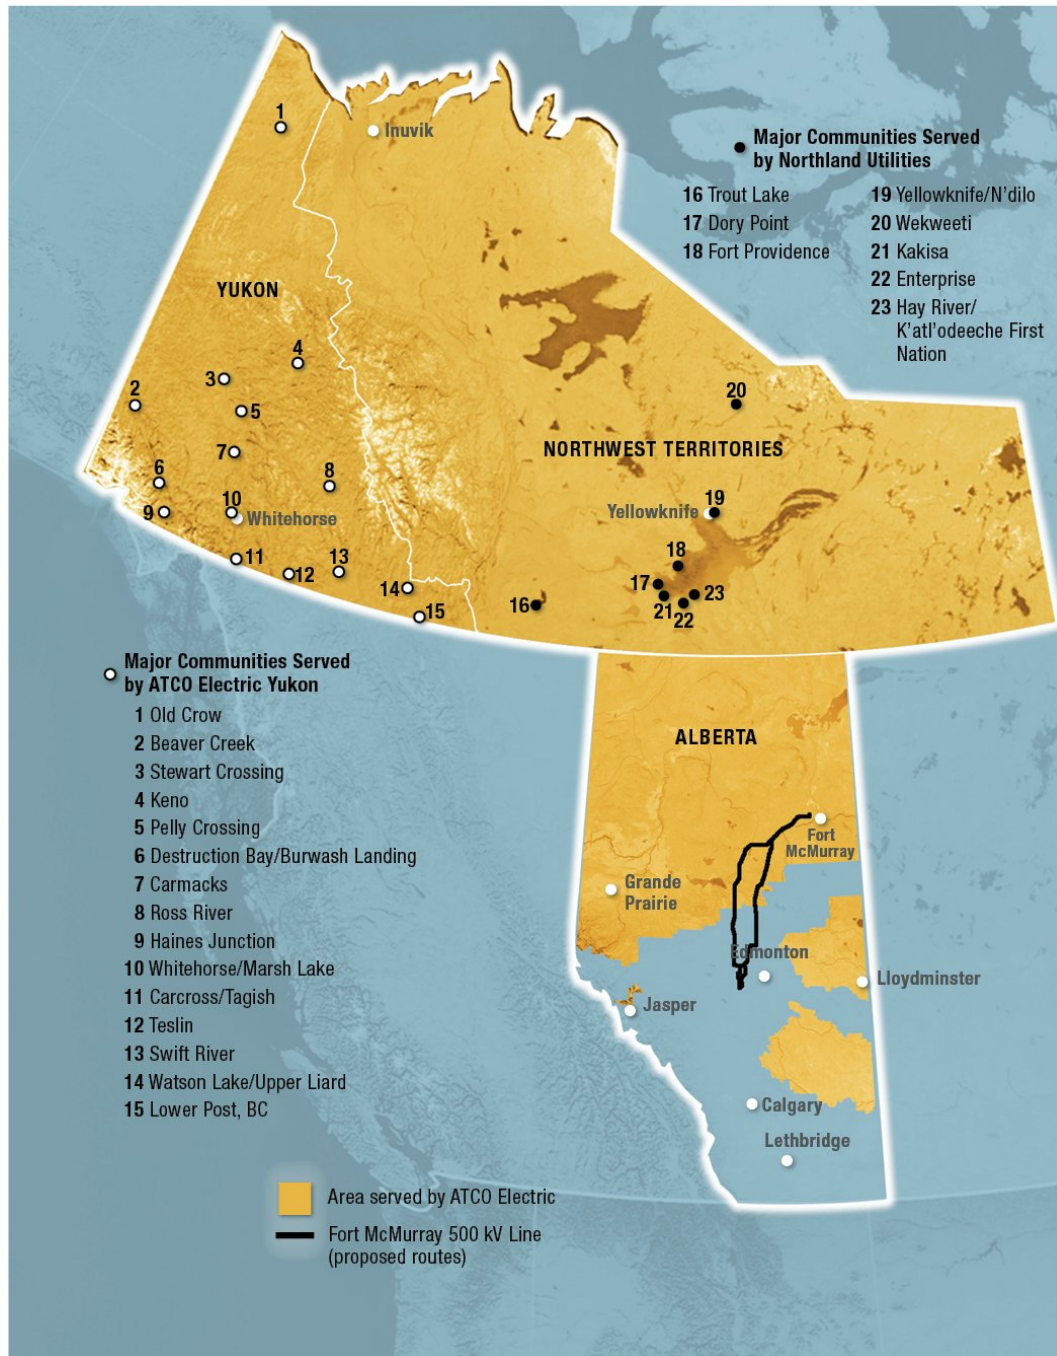 1
Inuvik
Major Communities Served
by Northland Utilities
16 Trout Lake
17 Dory Point
18 Fort Providence
19 Yellowknife/N'dilo
20 Wekweeti
21 Kakisa
22 Enterprise
23 Hay River/
K'atl'odeeche First
Nation
YUKON
4
3
2
5
20
NORTHWEST TERRITORIES
7
6
8
10
9
Whitehorse
Yellowknife
19
11
12
13
14
15
16
18
17
21
22
23
Major Communities Served
by ATCO Electric Yukon
1 Old Crow
2 Beaver Creek
3 Stewart Crossing
4 Keno
5 Pelly Crossing
6 Destruction Bay/Burwash Landing
7 Carmacks
8 Ross River
9 Haines Junction
10 Whitehorse/Marsh Lake
11 Carcross/Tagish
12 Teslin
13 Swift River
14 Watson Lake/Upper Liard
15 Lower Post, BC
ALBERTA
Fort
McMurray
Grande
Prairie
Edmonton
Lloydminster
Jasper
Calgary
Lethbridge
Area served by ATCO Electric
Fort McMurray 500 kV Line
(proposed routes)